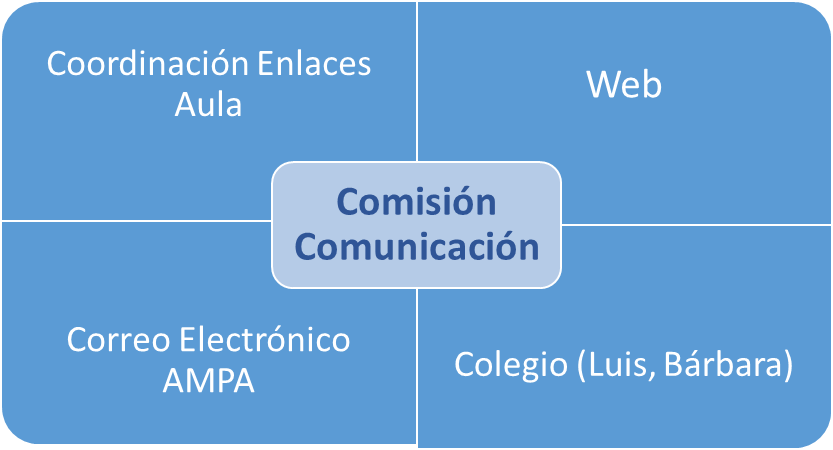 Coordinación Enlaces
Aula
Web
Comisión
Comunicación
Correo Electrónico
AMPA
Colegio (Luis, Bárbara)